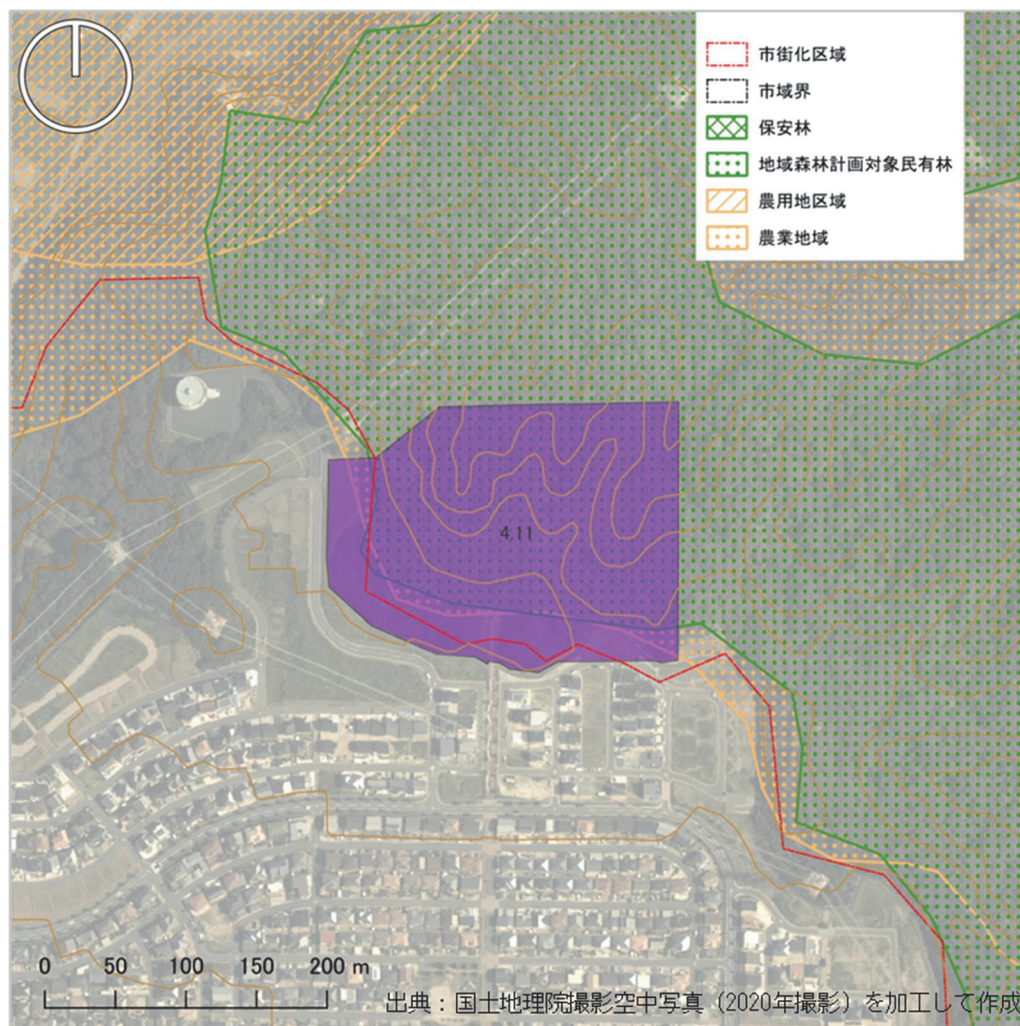 市街化区域
市域界
保安林
地域森林計画対象民有林
農用地区域
農業地域
4.11
0 50 100 150 200 m
出典：国土地理院撮影空中写真（2020年撮影）を加工して作成